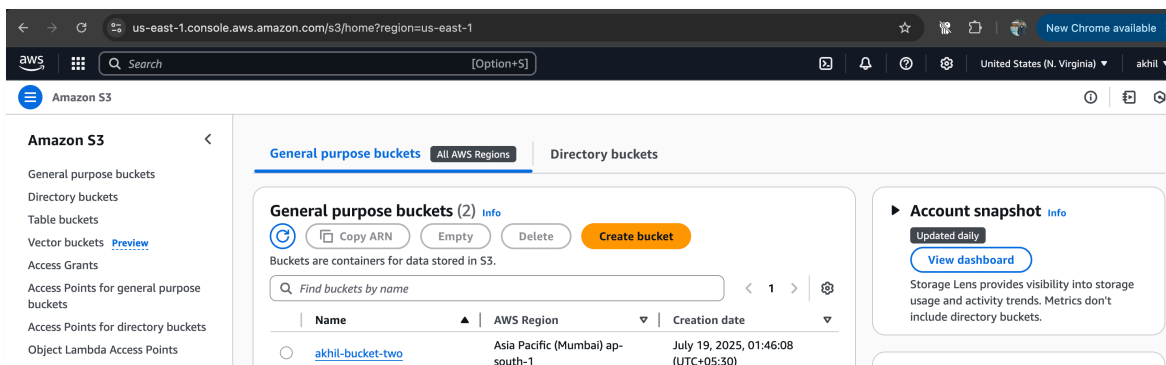 us-east-1.console.aws.amazon.com/s3/home?region=us-east-1
New Chrome available
aws
Search
[Option+S]
United States (N. Virginia)
akhil
Amazon S3
Amazon S3
General purpose buckets
Directory buckets
Table buckets
Vector buckets Preview
Access Grants
Access Points for general purpose
buckets
Access Points for directory buckets
Object Lambda Access Points
General purpose buckets All AWS Regions
Directory buckets
General purpose buckets (2) Info
Copy ARN
Empty
Delete
Create bucket
Buckets are containers for data stored in S3.
Find buckets by name
1
Name
AWS Region
Creation date
akhil-bucket-two
Asia Pacific (Mumbai) ap-
south-1
July 19, 2025, 01:46:08
(UTC+05:30)
Account snapshot Info
Updated daily
View dashboard
Storage Lens provides visibility into storage
usage and activity trends. Metrics don't
include directory buckets.